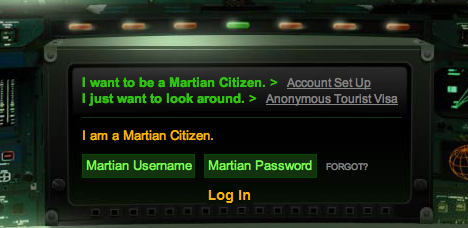 I want to be a Martian Citizen. > Account Set Up
I just want to look around. > Anonymous Tourist Visa
I am a Martian Citizen.
Martian Username Martian Password FORGOT?
Log In